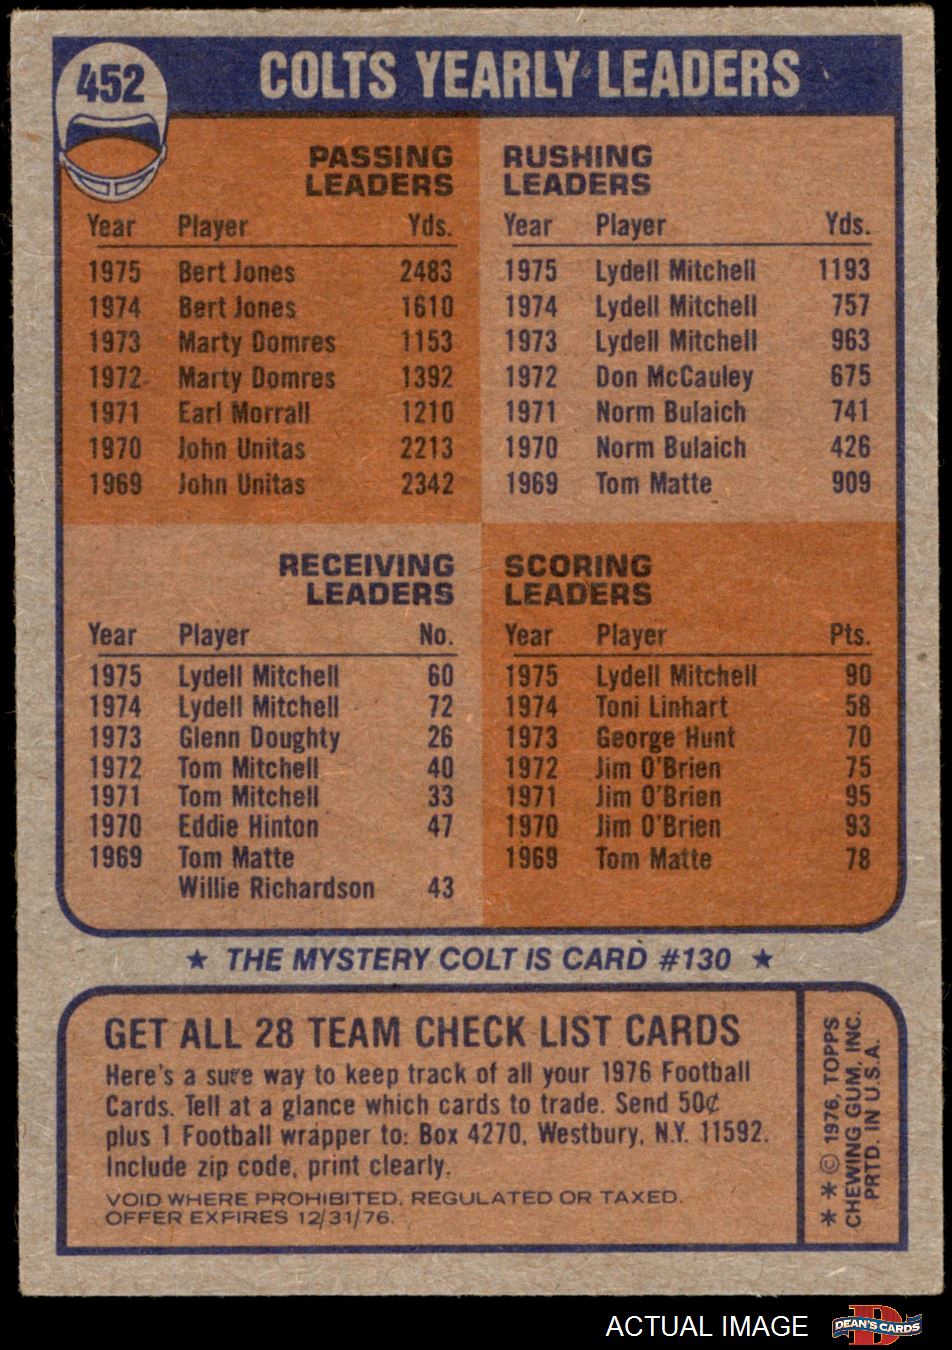 452
COLTS YEARLY LEADERS
PASSING
LEADERS
Year Player Yds.
1975 Bert Jones 2483
1974 Bert Jones 1610
1973 Marty Domres 1153
1972 Marty Domres 1392
1971 Earl Morrall 1210
1970 John Unitas 2213
1969 John Unitas 2342
RUSHING
LEADERS
Year Player Yds.
1975 Lydell Mitchell 1193
1974 Lydell Mitchell 757
1973 Lydell Mitchell 963
1972 Don McCauley 675
1971 Norm Bulaich 741
1970 Norm Bulaich 426
1969 Tom Matte 909
RECEIVING
LEADERS
Year Player No.
1975 Lydell Mitchell 60
1974 Lydell Mitchell 72
1973 Glenn Doughty 26
1972 Tom Mitchell 40
1971 Tom Mitchell 33
1970 Eddie Hinton 47
1969 Tom Matte
Willie Richardson 43
SCORING
LEADERS
Year Player Pts.
1975 Lydell Mitchell 90
1974 Toni Linhart 58
1973 George Hunt 70
1972 Jim O'Brien 75
1971 Jim O'Brien 95
1970 Jim O'Brien 93
1969 Tom Matte 78
★ THE MYSTERY COLT IS CARD #130 ★
GET ALL 28 TEAM CHECK LIST CARDS
Here's a sure way to keep track of all your 1976 Football
Cards. Tell at a glance which cards to trade. Send 50¢
plus 1 Football wrapper to: Box 4270, Westbury, N.Y. 11592.
Include zip code, print clearly.
VOID WHERE PROHIBITED, REGULATED OR TAXED.
OFFER EXPIRES 12/31/76.
* * © 1976, TOPPS
CHEWING GUM, INC.
PRTD. IN U.S.A.
ACTUAL IMAGE
D
DEAN'S CARDS